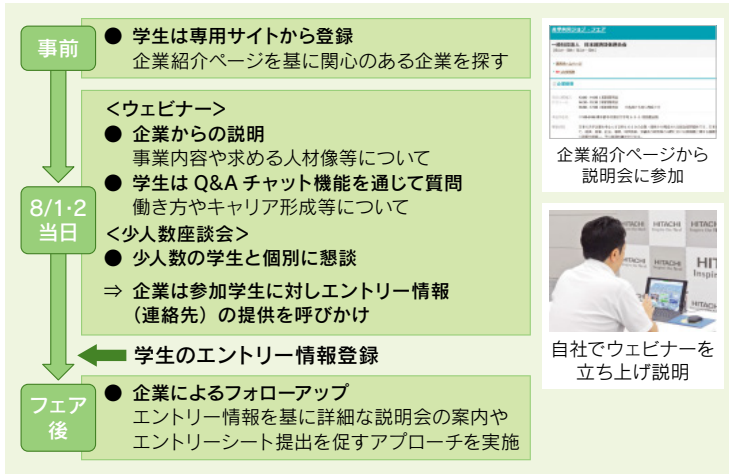 事前
● 学生は専用サイトから登録
企業紹介ページを基に関心のある企業を探す
8/1・2
当日
<ウェビナー>
● 企業からの説明
事業内容や求める人材像等について
● 学生は Q&A チャット機能を通じて質問
働き方やキャリア形成等について
<少人数座談会>
● 少人数の学生と個別に懇談
⇒ 企業は参加学生に対しエントリー情報
（連絡先）の提供を呼びかけ
学生のエントリー情報登録
フェア
後
● 企業によるフォローアップ
エントリー情報を基に詳細な説明会の案内や
エントリーシート提出を促すアプローチを実施
企業紹介ページから
説明会に参加
HITACHI
HITACHI
HITAC
Inspire the Next
HITACHI
HITACHI
HIT
Inspir
HITACHI
自社でウェビナーを
立ち上げ説明